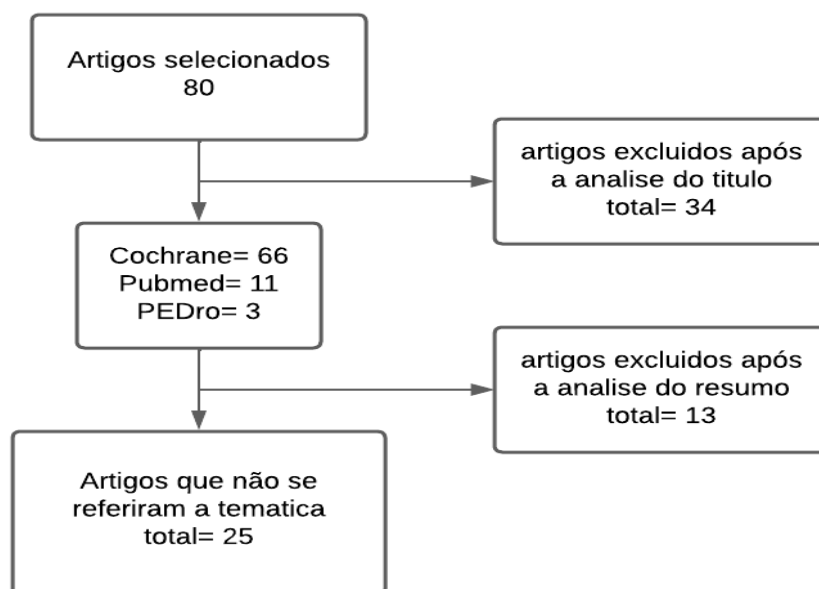 Artigos selecionados
80
artigos excluidos após
a analise do titulo
total= 34
Cochrane= 66
Pubmed= 11
PEDro= 3
artigos excluidos após
a analise do resumo
total= 13
Artigos que não se
referiram a tematica
total= 25